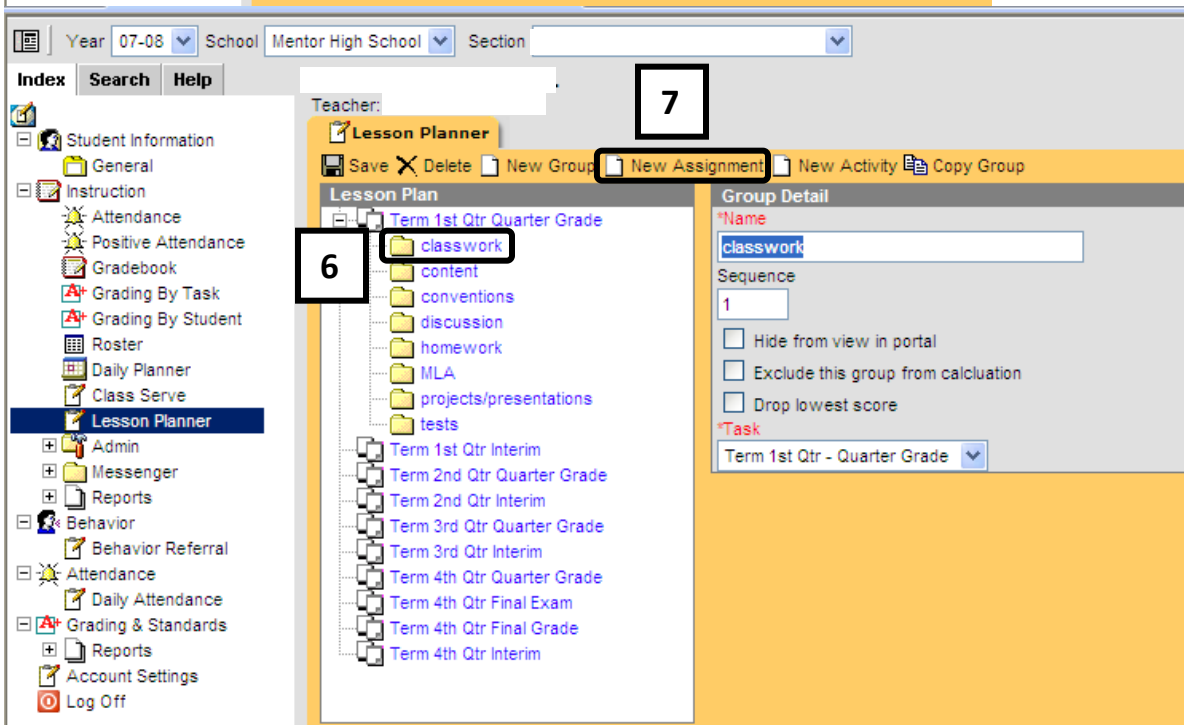 Year 07-08 School Mentor High School Section
Index Search Help
Teacher:
7
Lesson Planner
Save Delete New Group New Assignment New Activity Copy Group
Student Information
General
Instruction
Attendance
Positive Attendance
Gradebook
Grading By Task
Grading By Student
Roster
Daily Planner
Class Serve
Lesson Planner
Admin
Messenger
Reports
Behavior
Behavior Referral
Attendance
Daily Attendance
Grading & Standards
Reports
Account Settings
Log Off
Lesson Plan
Term 1st Qtr Quarter Grade
6
classwork
content
conventions
discussion
homework
MLA
projects/presentations
tests
Term 1st Qtr Interim
Term 2nd Qtr Quarter Grade
Term 2nd Qtr Interim
Term 3rd Qtr Quarter Grade
Term 3rd Qtr Interim
Term 4th Qtr Quarter Grade
Term 4th Qtr Final Exam
Term 4th Qtr Final Grade
Term 4th Qtr Interim
Group Detail
*Name
classwork
Sequence
1
Hide from view in portal
Exclude this group from calcluation
Drop lowest score
*Task
Term 1st Qtr - Quarter Grade